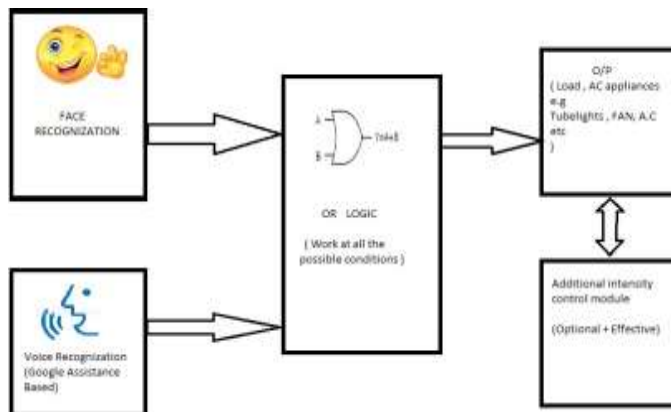 FACE
RECOGNIZATION
Voice Recognization
(Google Assistance
Based)
A
B
Y=A+B
OR LOGIC
( Work at all the
possible conditions )
O/P
( Load , AC appliances
e.g
Tubelights , FAN, A.C
etc
)
Additional intensity
control module
(Optional + Effective)